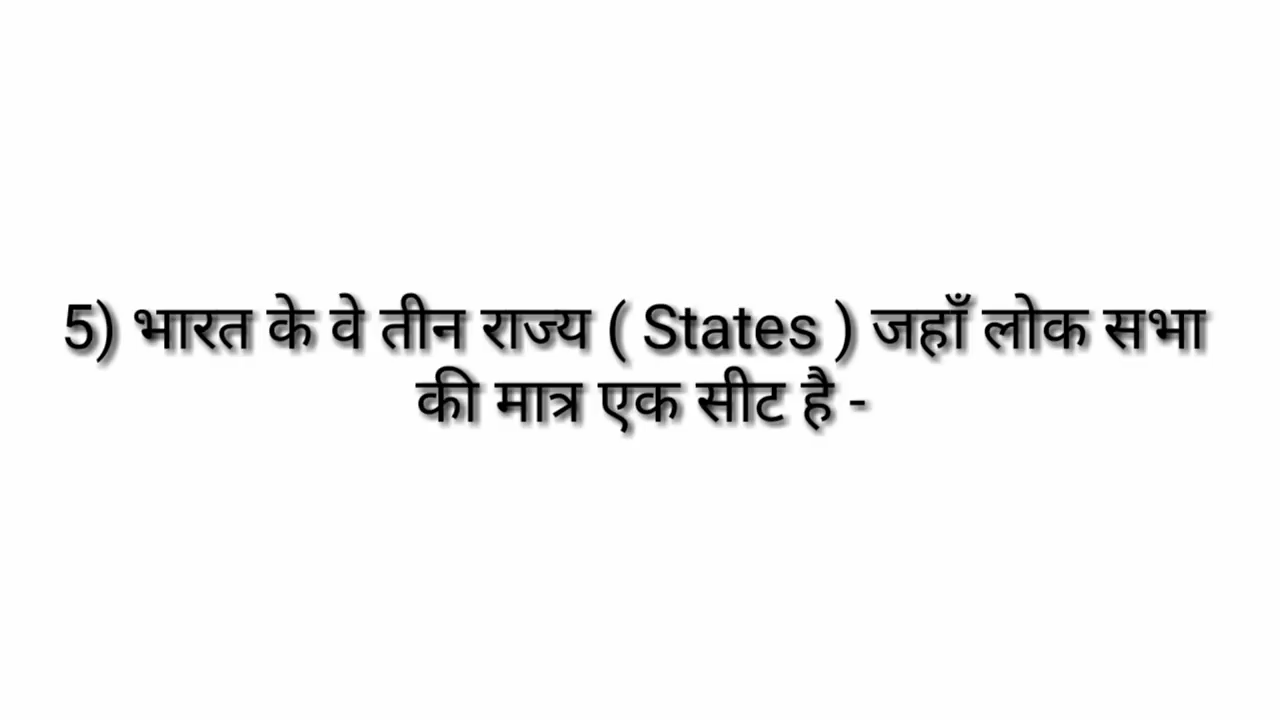 5) भारत के वे तीन राज्य ( States ) जहाँ लोक सभा
की मात्र एक सीट है -